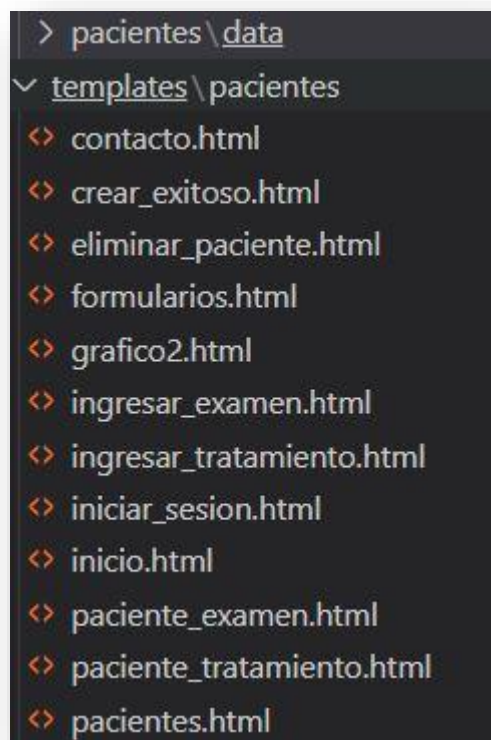 pacientes\data
templates\pacientes
contacto.html
crear_exitoso.html
eliminar_paciente.html
formularios.html
grafico2.html
ingresar_examen.html
ingresar_tratamiento.html
iniciar_sesion.html
inicio.html
paciente_examen.html
paciente_tratamiento.html
pacientes.html